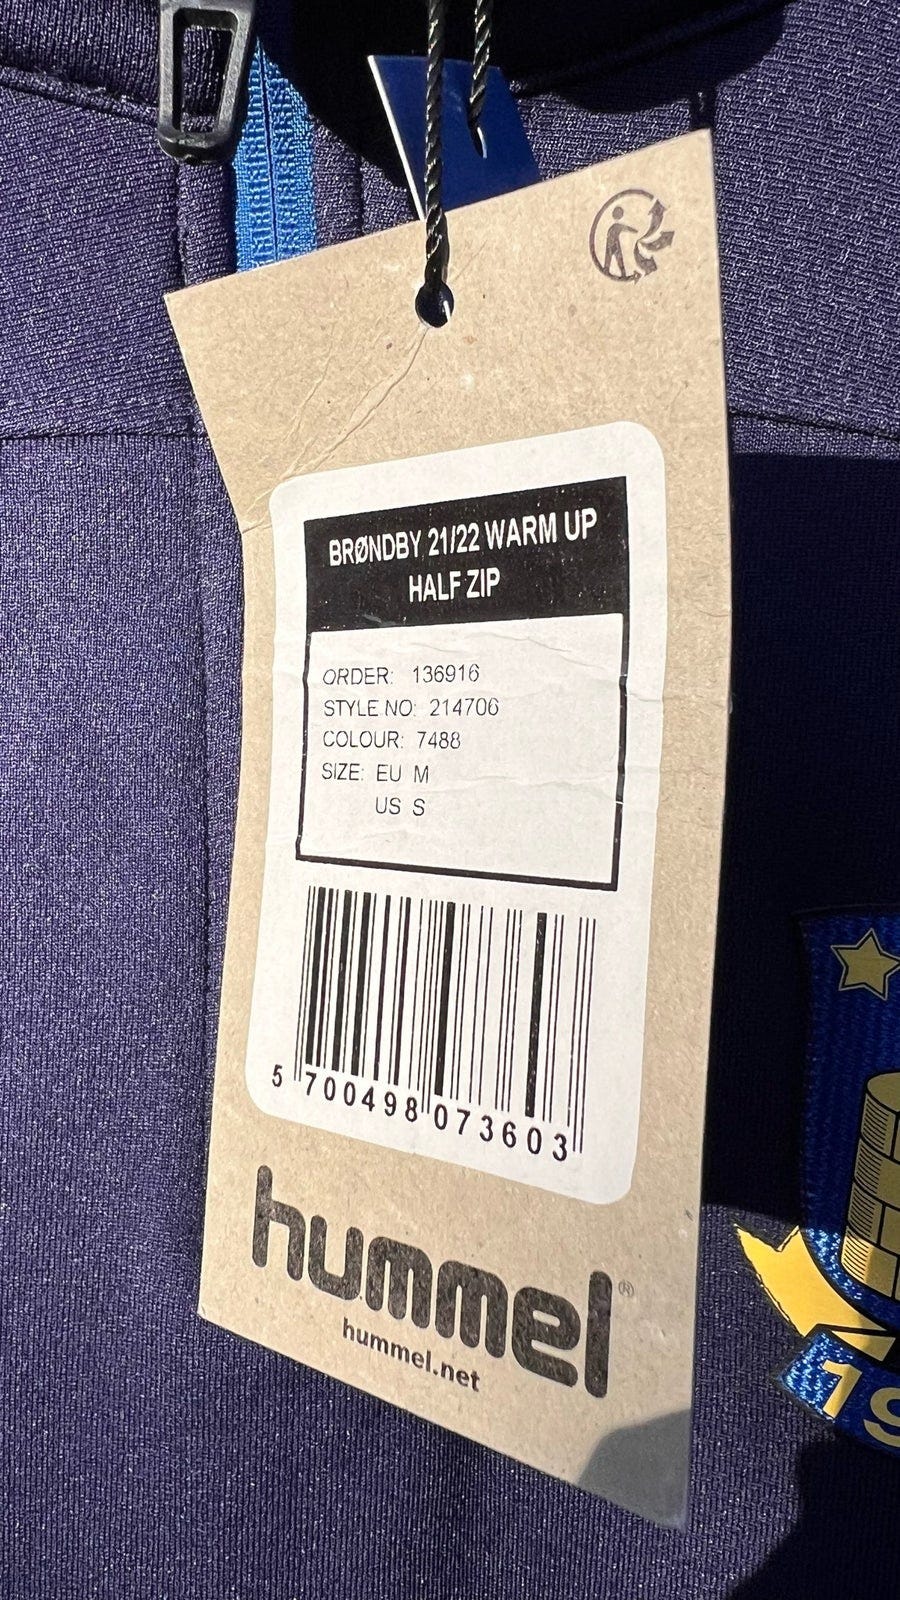 BRØNDBY 21/22 WARM UP
HALF ZIP
ORDER: 136916
STYLE NO: 214706
COLOUR: 7488
SIZE: EU M
US S
5 700498 073603
hummel®
hummel.net
19